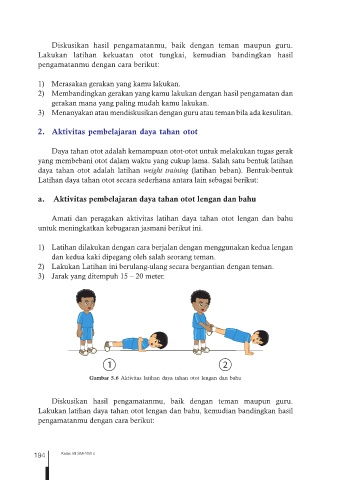 Diskusikan hasil pengamatanmu, baik dengan teman maupun guru.
Lakukan latihan kekuatan otot tungkai, kemudian bandingkan hasil
pengamatanmu dengan cara berikut:
1) Merasakan gerakan yang kamu lakukan.
2) Membandingkan gerakan yang kamu lakukan dengan hasil pengamatan dan
gerakan mana yang paling mudah kamu lakukan.
3) Menanyakan atau mendiskusikan dengan guru atau teman bila ada kesulitan.
2. Aktivitas pembelajaran daya tahan otot
Daya tahan otot adalah kemampuan otot-otot untuk melakukan tugas gerak
yang membebani otot dalam waktu yang cukup lama. Salah satu bentuk latihan
daya tahan otot adalah latihan weight training (latihan beban). Bentuk-bentuk
Latihan daya tahan otot secara sederhana antara lain sebagai berikut:
a. Aktivitas pembelajaran daya tahan otot lengan dan bahu
Amati dan peragakan aktivitas latihan daya tahan otot lengan dan bahu
untuk meningkatkan kebugaran jasmani berikut ini.
1) Latihan dilakukan dengan cara berjalan dengan menggunakan kedua lengan
dan kedua kaki dipegang oleh salah seorang teman.
2) Lakukan Latihan ini berulang-ulang secara bergantian dengan teman.
3) Jarak yang ditempuh 15 – 20 meter.
1 2
Gambar 5.6 Aktivitas latihan daya tahan otot lengan dan bahu
Diskusikan hasil pengamatanmu, baik dengan teman maupun guru.
Lakukan latihan daya tahan otot lengan dan bahu, kemudian bandingkan hasil
pengamatanmu dengan cara berikut:
194 Kelas VII SMP/MTs